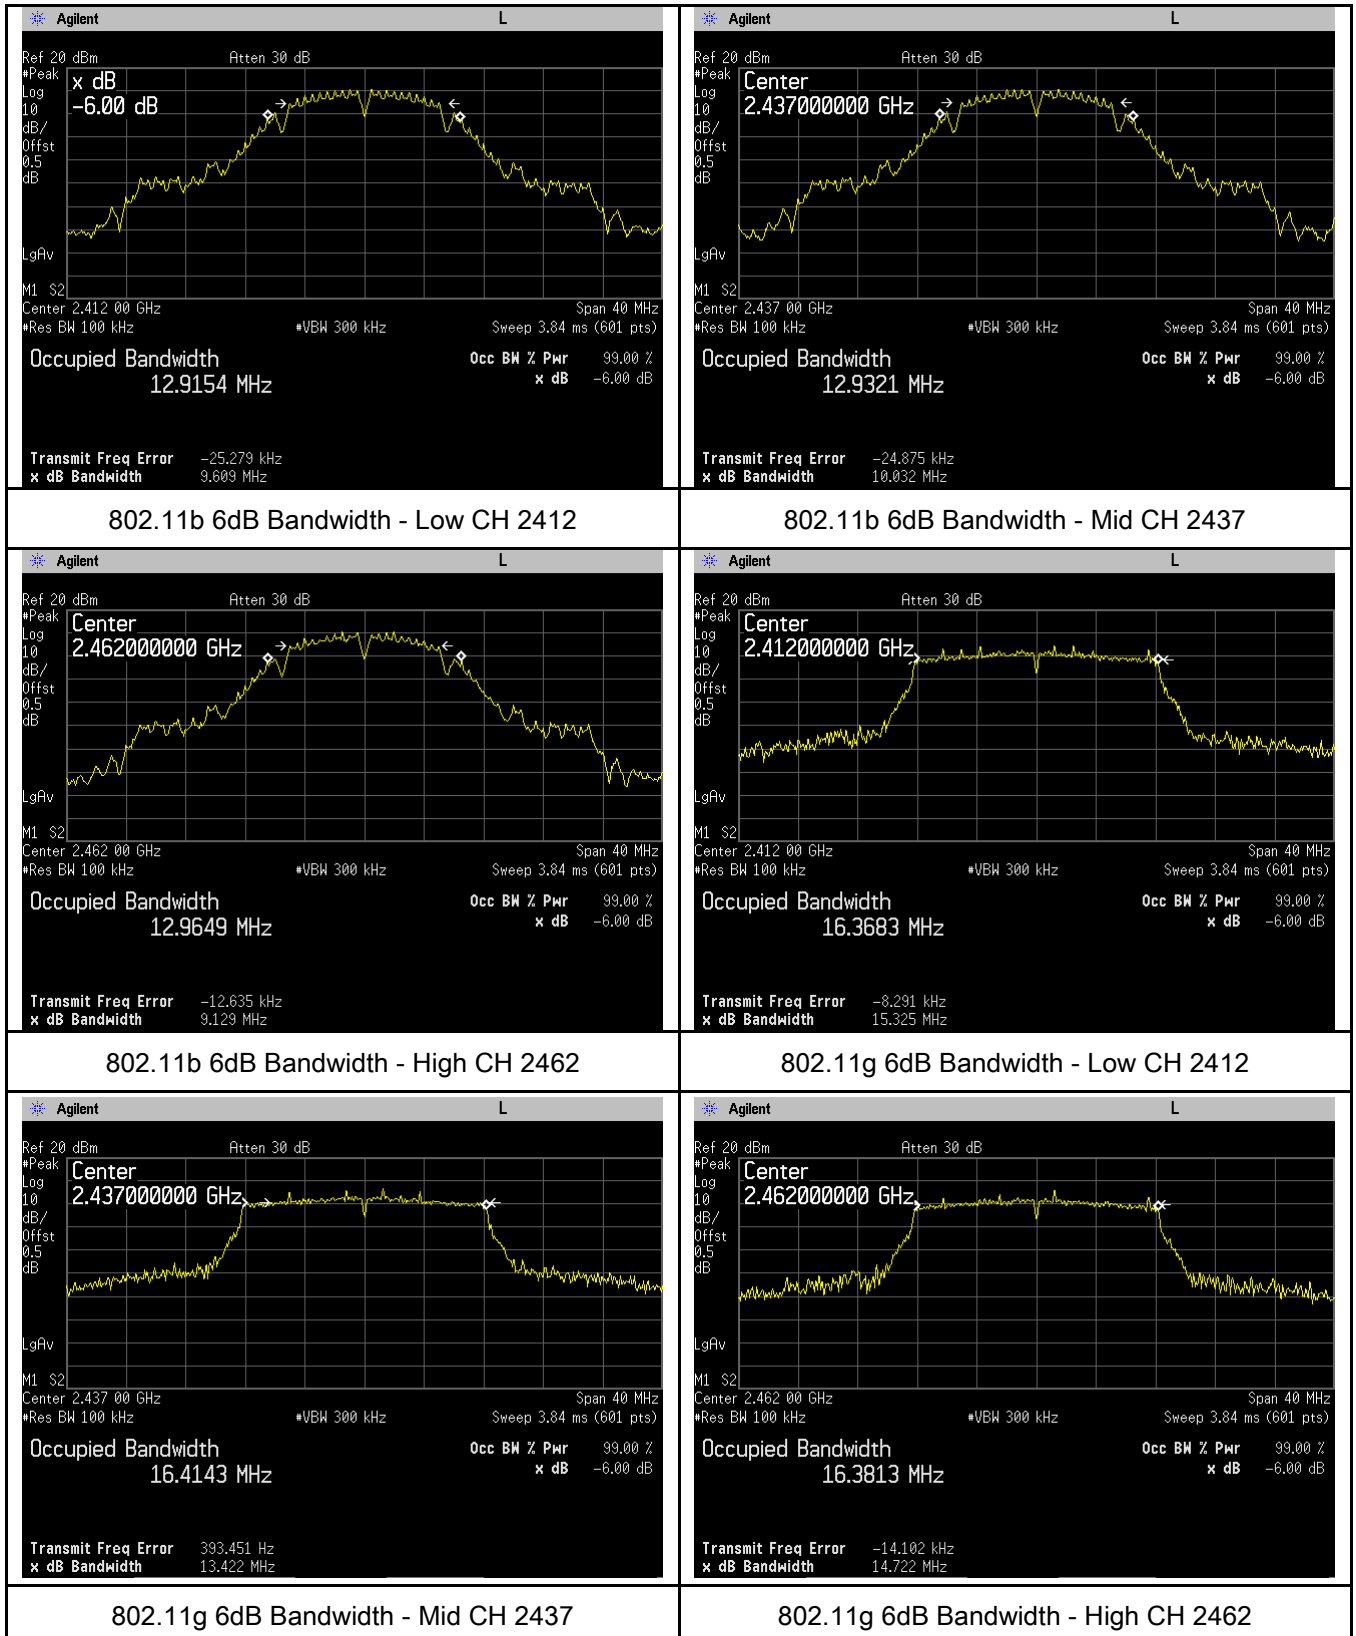 Agilent L
Ref 20 dBm Atten 30 dB
#Peak
Log
10
dB/
Offst
0.5
dB
x dB
-6.00 dB
LgAv
M1 S2
Center 2.412 00 GHz Span 40 MHz
#Res BW 100 kHz #VBW 300 kHz Sweep 3.84 ms (601 pts)
Occupied Bandwidth Occ BW % Pwr 99.00 %
12.9154 MHz x dB -6.00 dB
Transmit Freq Error -25.279 kHz
x dB Bandwidth 9.609 MHz
802.11b 6dB Bandwidth - Low CH 2412
Agilent L
Ref 20 dBm Atten 30 dB
#Peak
Log
10
dB/
Offst
0.5
dB
Center
2.437000000 GHz
LgAv
M1 S2
Center 2.437 00 GHz Span 40 MHz
#Res BW 100 kHz #VBW 300 kHz Sweep 3.84 ms (601 pts)
Occupied Bandwidth Occ BW % Pwr 99.00 %
12.9321 MHz x dB -6.00 dB
Transmit Freq Error -24.875 kHz
x dB Bandwidth 10.032 MHz
802.11b 6dB Bandwidth - Mid CH 2437
Agilent L
Ref 20 dBm Atten 30 dB
#Peak
Log
10
dB/
Offst
0.5
dB
Center
2.462000000 GHz
LgAv
M1 S2
Center 2.462 00 GHz Span 40 MHz
#Res BW 100 kHz #VBW 300 kHz Sweep 3.84 ms (601 pts)
Occupied Bandwidth Occ BW % Pwr 99.00 %
12.9649 MHz x dB -6.00 dB
Transmit Freq Error -12.635 kHz
x dB Bandwidth 9.129 MHz
802.11b 6dB Bandwidth - High CH 2462
Agilent L
Ref 20 dBm Atten 30 dB
#Peak
Log
10
dB/
Offst
0.5
dB
Center
2.412000000 GHz
LgAv
M1 S2
Center 2.412 00 GHz Span 40 MHz
#Res BW 100 kHz #VBW 300 kHz Sweep 3.84 ms (601 pts)
Occupied Bandwidth Occ BW % Pwr 99.00 %
16.3683 MHz x dB -6.00 dB
Transmit Freq Error -8.291 kHz
x dB Bandwidth 15.325 MHz
802.11g 6dB Bandwidth - Low CH 2412
Agilent L
Ref 20 dBm Atten 30 dB
#Peak
Log
10
dB/
Offst
0.5
dB
Center
2.437000000 GHz
LgAv
M1 S2
Center 2.437 00 GHz Span 40 MHz
#Res BW 100 kHz #VBW 300 kHz Sweep 3.84 ms (601 pts)
Occupied Bandwidth Occ BW % Pwr 99.00 %
16.4143 MHz x dB -6.00 dB
Transmit Freq Error 393.451 Hz
x dB Bandwidth 13.422 MHz
802.11g 6dB Bandwidth - Mid CH 2437
Agilent L
Ref 20 dBm Atten 30 dB
#Peak
Log
10
dB/
Offst
0.5
dB
Center
2.462000000 GHz
LgAv
M1 S2
Center 2.462 00 GHz Span 40 MHz
#Res BW 100 kHz #VBW 300 kHz Sweep 3.84 ms (601 pts)
Occupied Bandwidth Occ BW % Pwr 99.00 %
16.3813 MHz x dB -6.00 dB
Transmit Freq Error -14.102 kHz
x dB Bandwidth 14.722 MHz
802.11g 6dB Bandwidth - High CH 2462